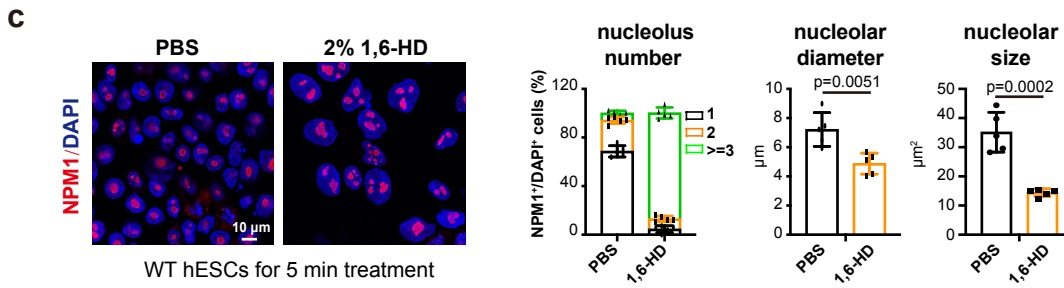 c
PBS
2% 1,6-HD
NPM1/DAPI
10 μm
WT hESCs for 5 min treatment
nucleolus
number
NPM1⁺/DAPI⁺ cells (%)
120
80
40
0
1
2
>=3
PBS
1,6-HD
nucleolar
diameter
p=0.0051
μm
10
8
6
4
2
0
PBS
1,6-HD
nucleolar
size
p=0.0002
μm²
50
40
30
20
10
0
PBS
1,6-HD